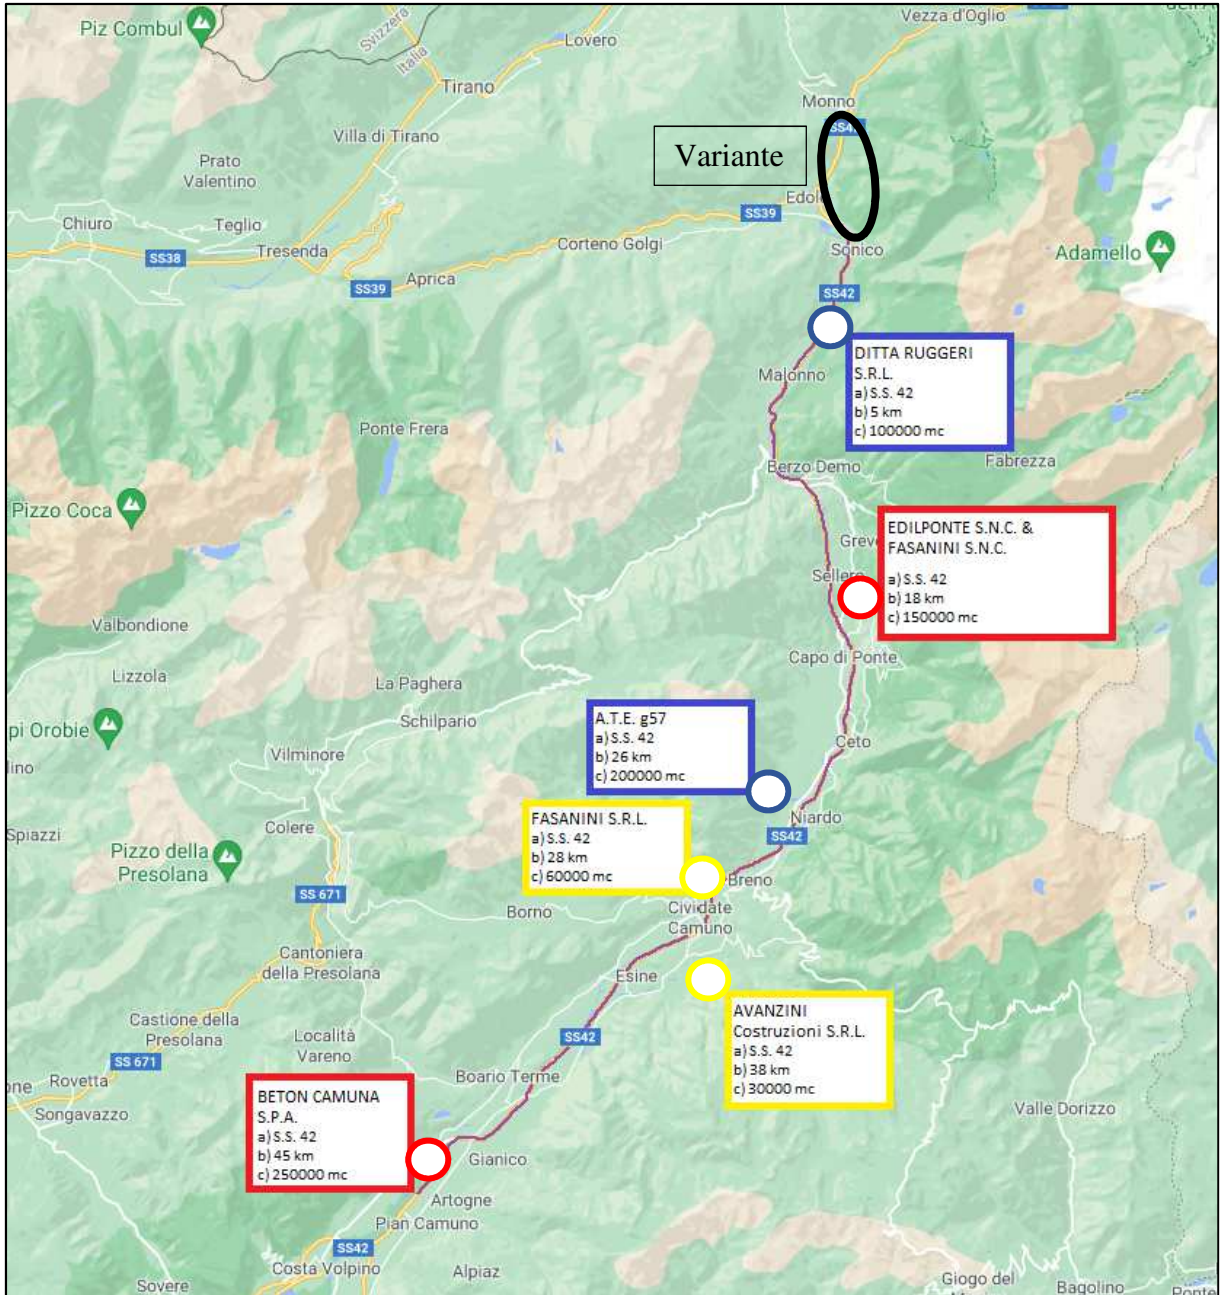 Piz Combul
Svizzera
Italia
Lovero
Vezza d'Oglio
Tirano
Monno
SS42
Villa di Tirano
Variante
Prato
Valentino
Edolo
Chiuro
Teglio
SS39
Corteno Golgi
Sonico
Adamello
SS38
Tresenda
SS39
Aprica
SS42
DITTA RUGGERI
S.R.L.
a) S.S. 42
b) 5 km
c) 100000 mc
Malonno
Ponte Frera
Berzo Demo
Fabrezza
Pizzo Coca
EDILPONTE S.N.C. &
FASANINI S.N.C.
a) S.S. 42
b) 18 km
c) 150000 mc
Greve
Sellero
Valbondione
Capo di Ponte
Lizzola
La Paghera
Schilpario
A.T.E. g57
a) S.S. 42
b) 26 km
c) 200000 mc
pi Orobie
Ceto
Vilminore
lino
FASANINI S.R.L.
a) S.S. 42
b) 28 km
c) 60000 mc
Niardo
SS42
Spiazzi
Colere
Pizzo della
Presolana
SS 671
Breno
Borno
Cividate
Camuno
Cantoniera
della Presolana
Esine
AVANZINI
Costruzioni S.R.L.
a) S.S. 42
b) 38 km
c) 30000 mc
Castione della
Presolana
Località
Vareno
SS42
SS 671
one
Rovetta
Boario Terme
Songavazzo
BETON CAMUNA
S.P.A.
a) S.S. 42
b) 45 km
c) 250000 mc
Valle Dorizzo
Gianico
Artogne
Pian Camuno
SS42
Costa Volpino
Alpiaz
Sovere
Giogo del
Bagolino
Ponte